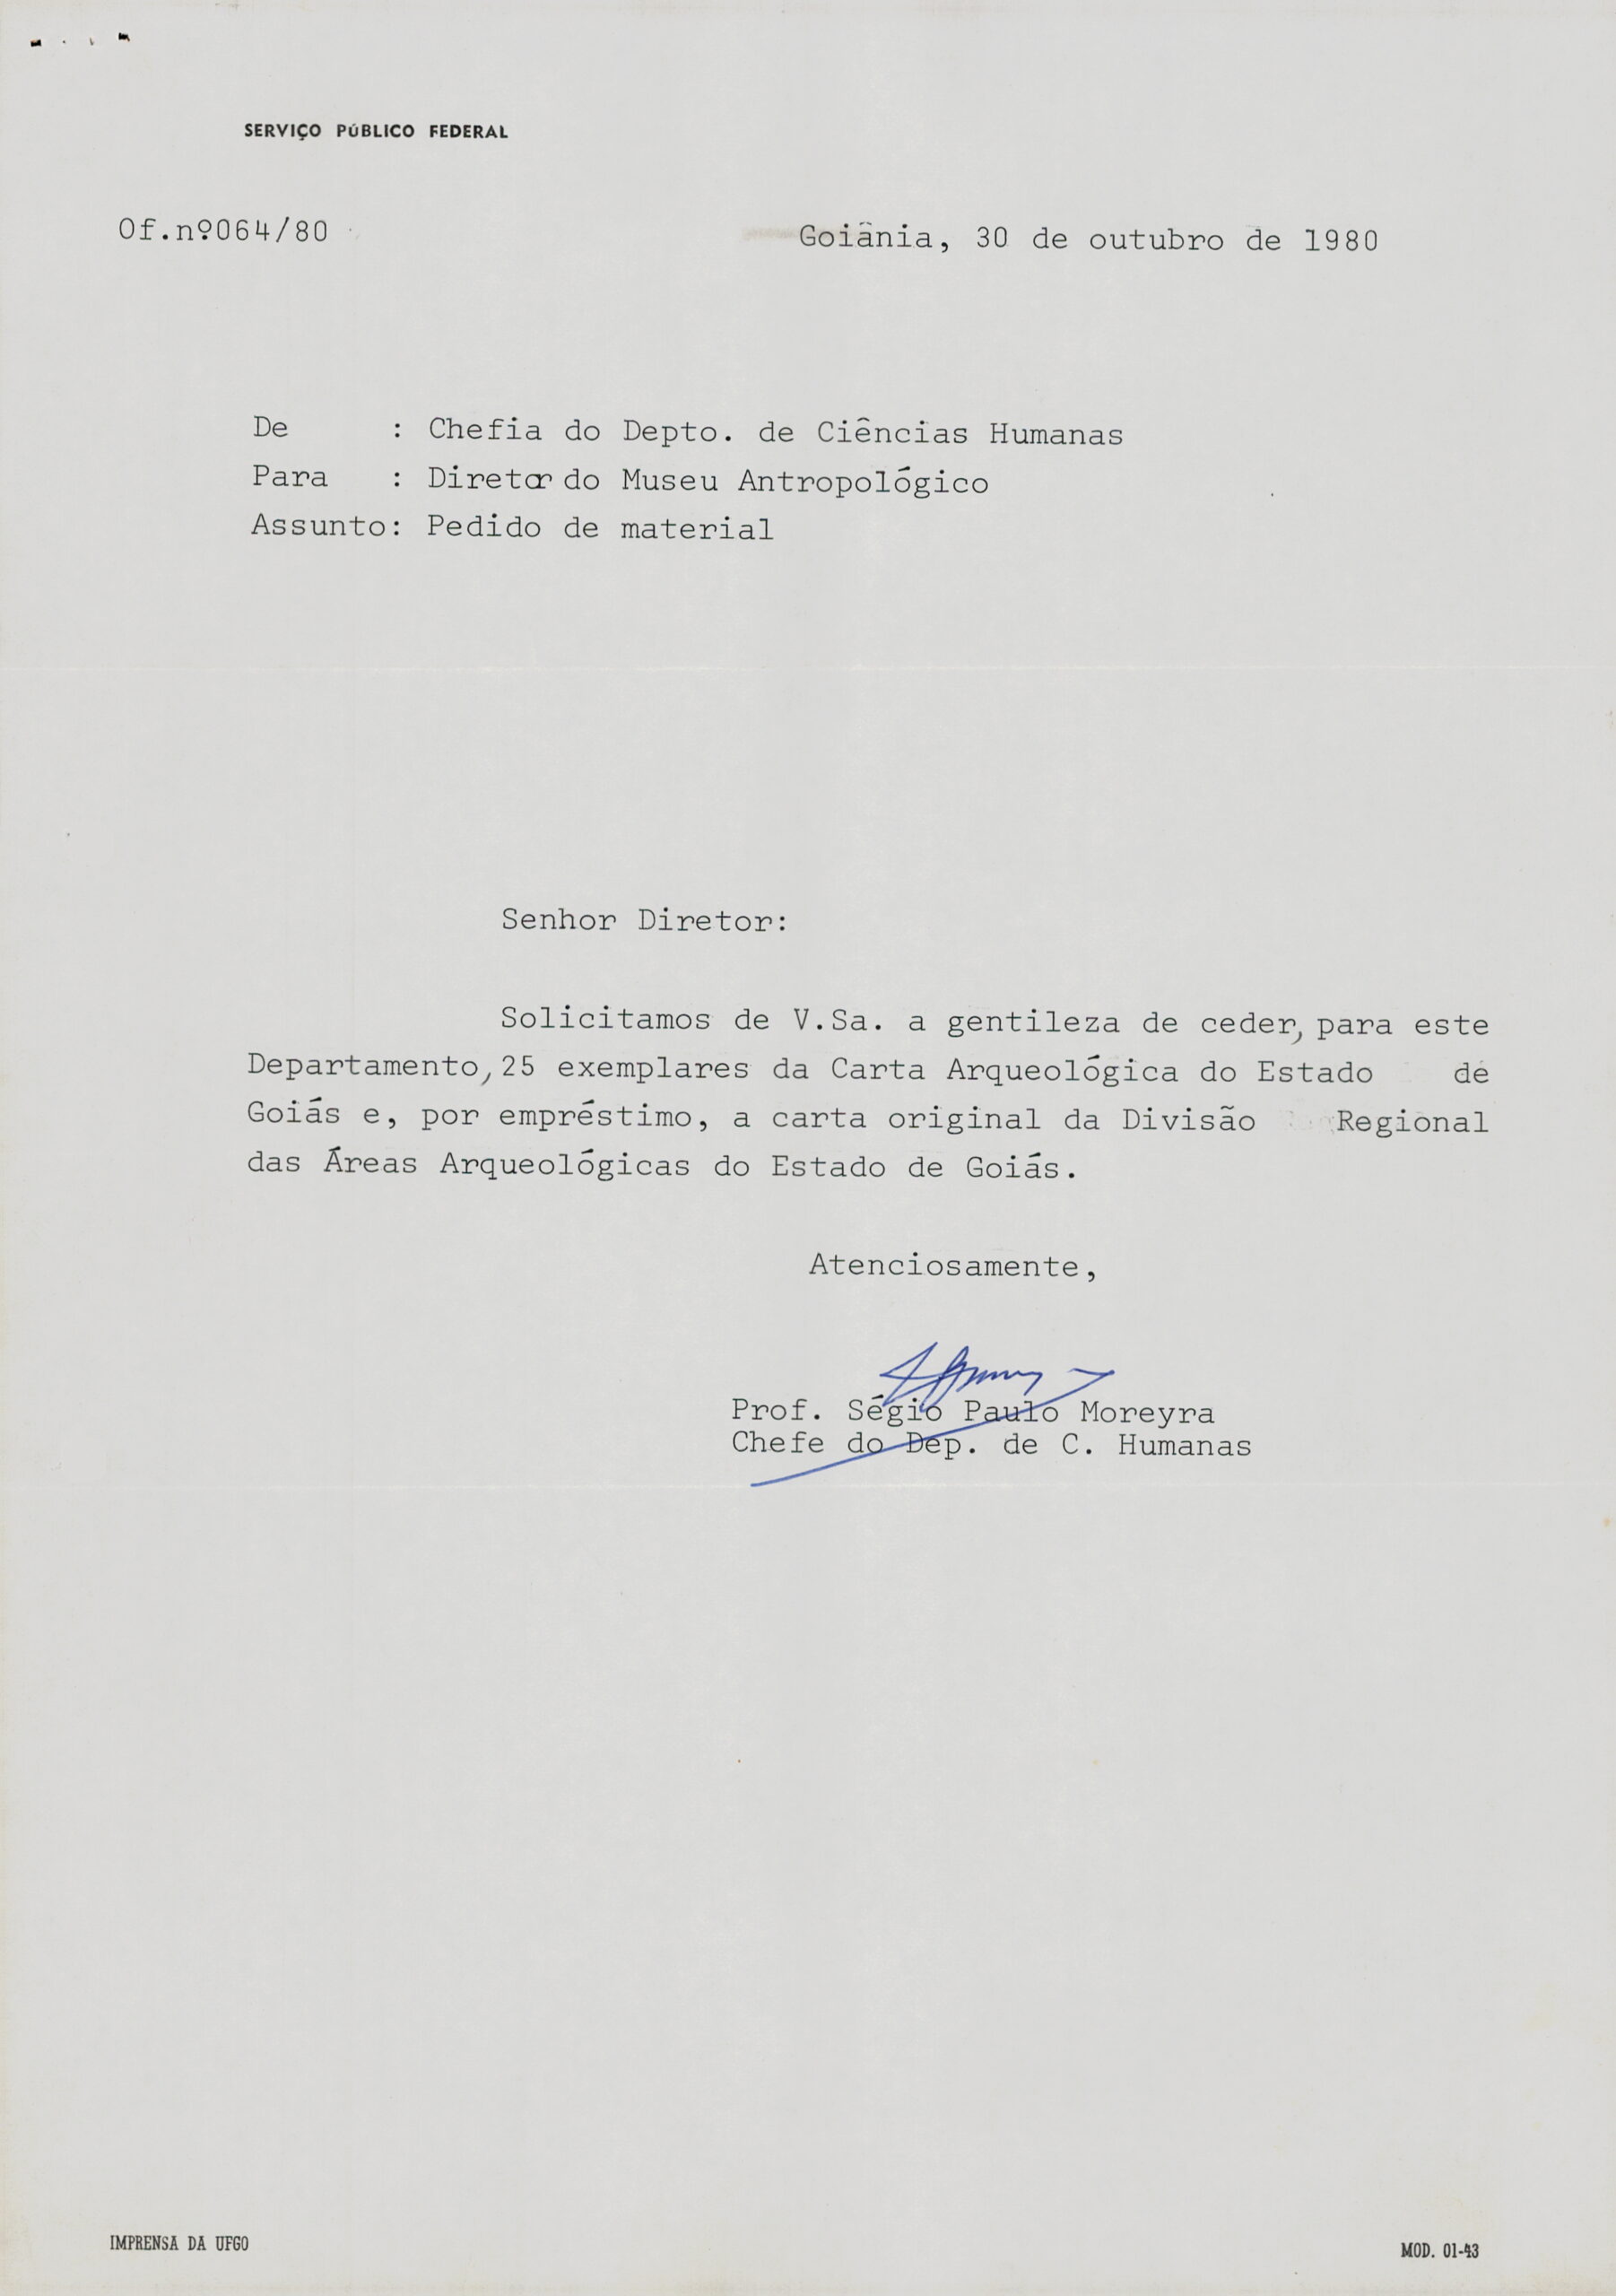 SERVIÇO PÚBLICO FEDERAL
Of.nº064/80
Goiânia, 30 de outubro de 1980
De : Chefia do Depto. de Ciências Humanas
Para : Diretor do Museu Antropológico
Assunto: Pedido de material
Senhor Diretor:
Solicitamos de V.Sa. a gentileza de ceder, para este
Departamento, 25 exemplares da Carta Arqueológica do Estado de
Goiás e, por empréstimo, a carta original da Divisão Regional
das Áreas Arqueológicas do Estado de Goiás.
Atenciosamente,
Prof. Ségio Paulo Moreyra
Chefe do Dep. de C. Humanas
IMPRENSA DA UFGO
MOD. 01-43